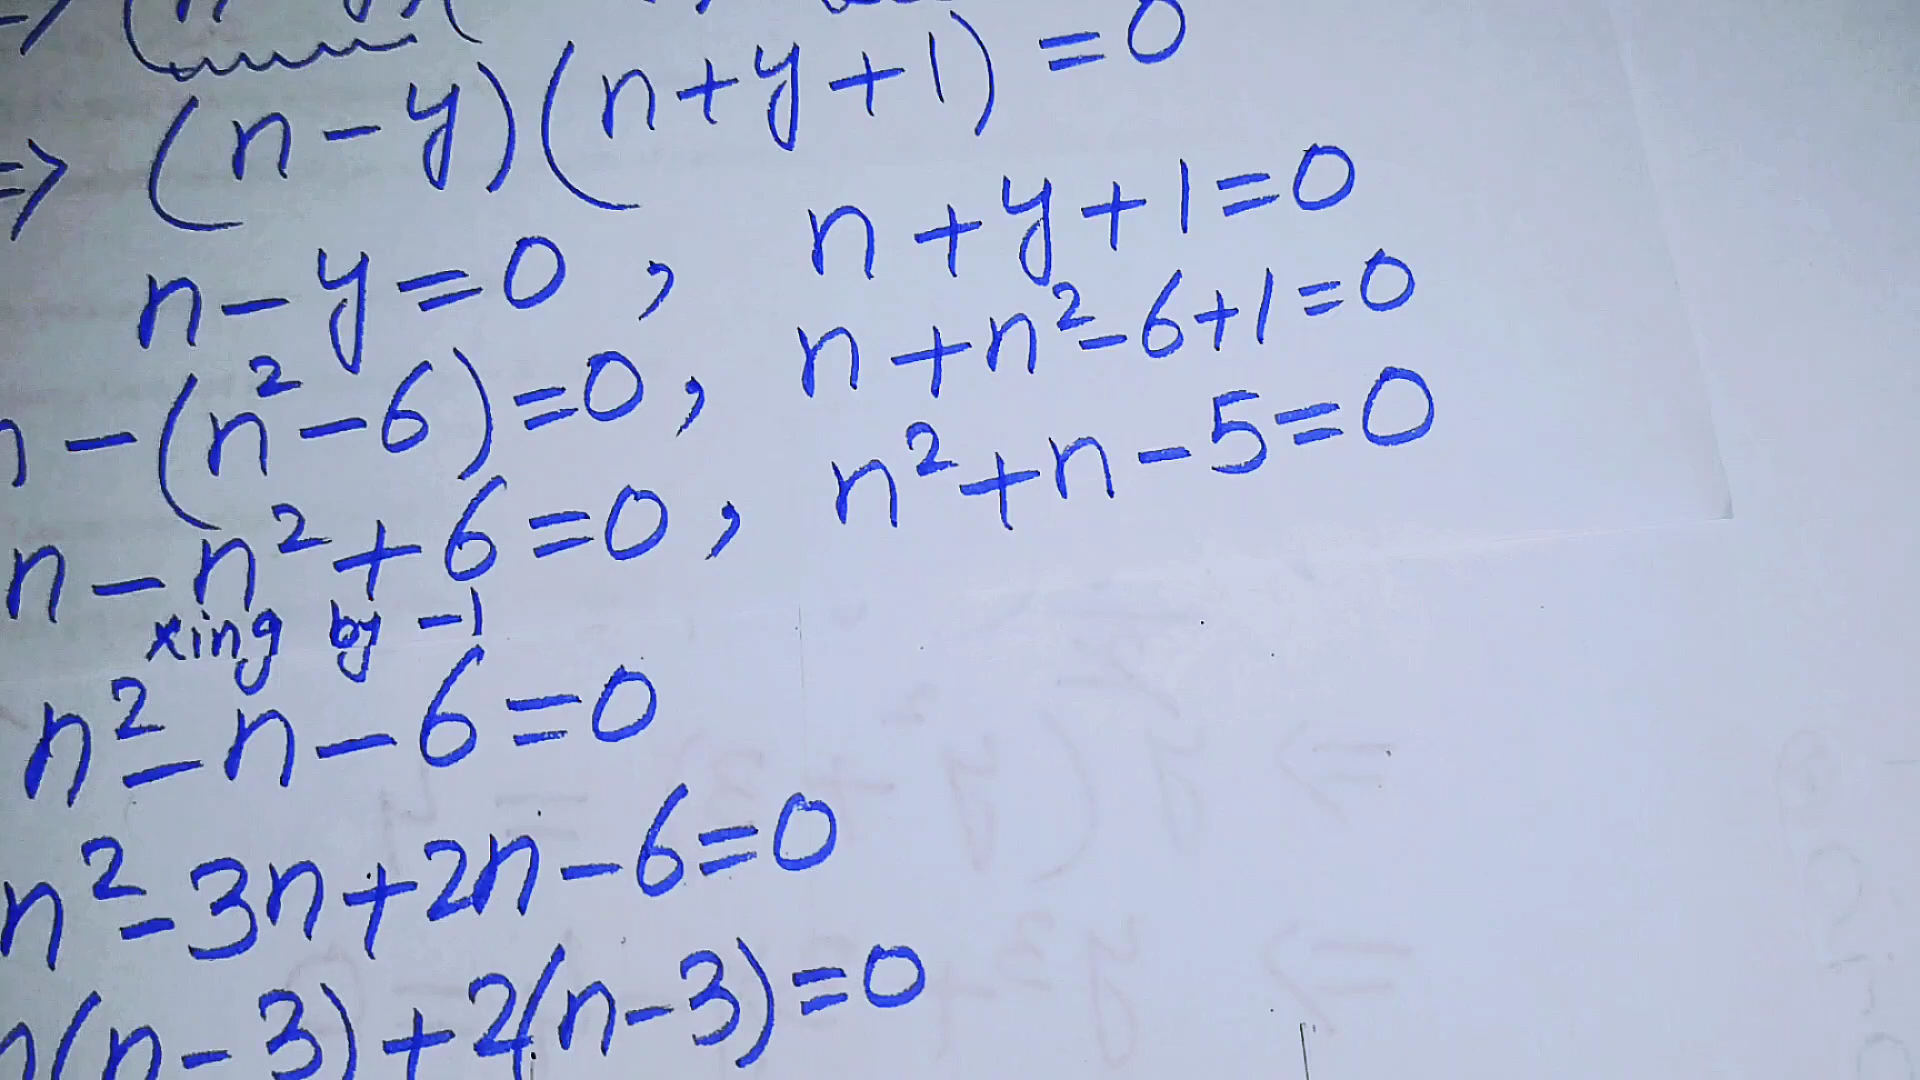 => (n-y)(n+y+1)=0
n-y=0, n+y+1=0
n-(n²-6)=0, n+n²-6+1=0
n-n²+6=0, n²+n-5=0
xing by -1
n²-n-6=0
n²-3n+2n-6=0
n(n-3)+2(n-3)=0